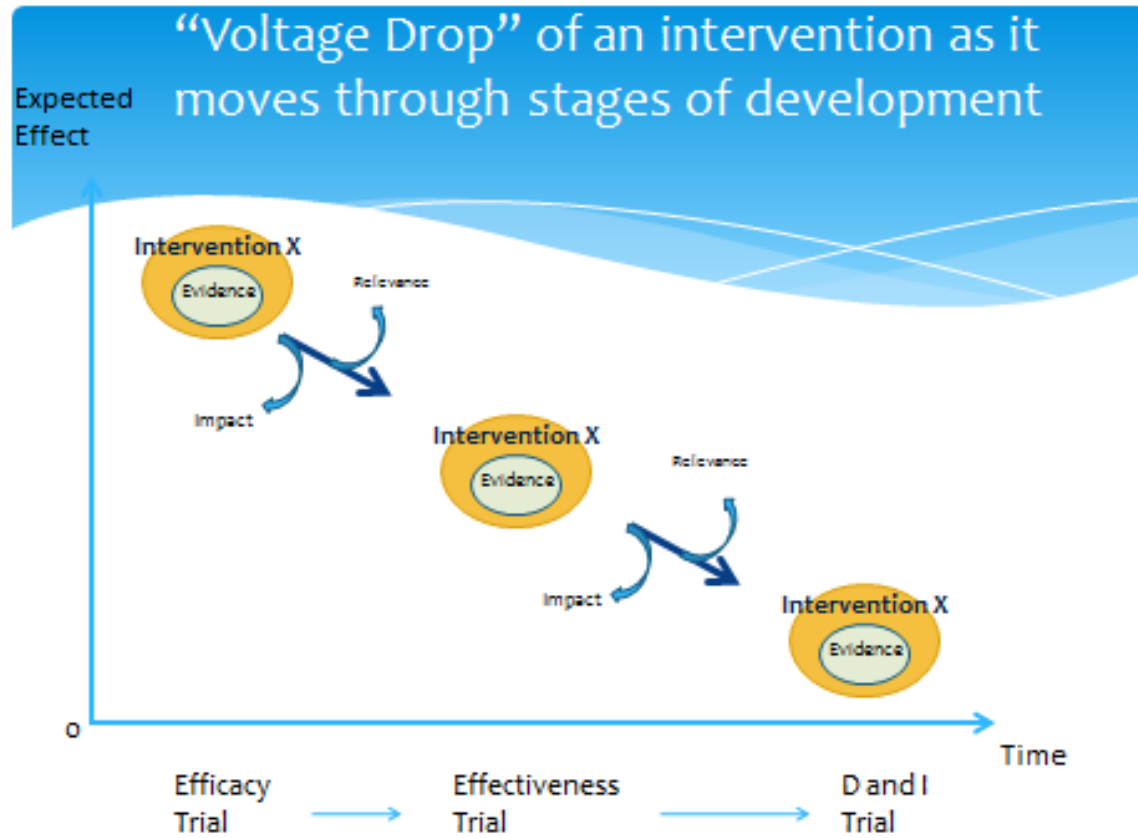 “Voltage Drop” of an intervention as it
moves through stages of development
Expected
Effect
Intervention X
Evidence
Relevance
Impact
Intervention X
Evidence
Relevance
Impact
Intervention X
Evidence
0
Time
Efficacy
Trial
Effectiveness
Trial
D and I
Trial